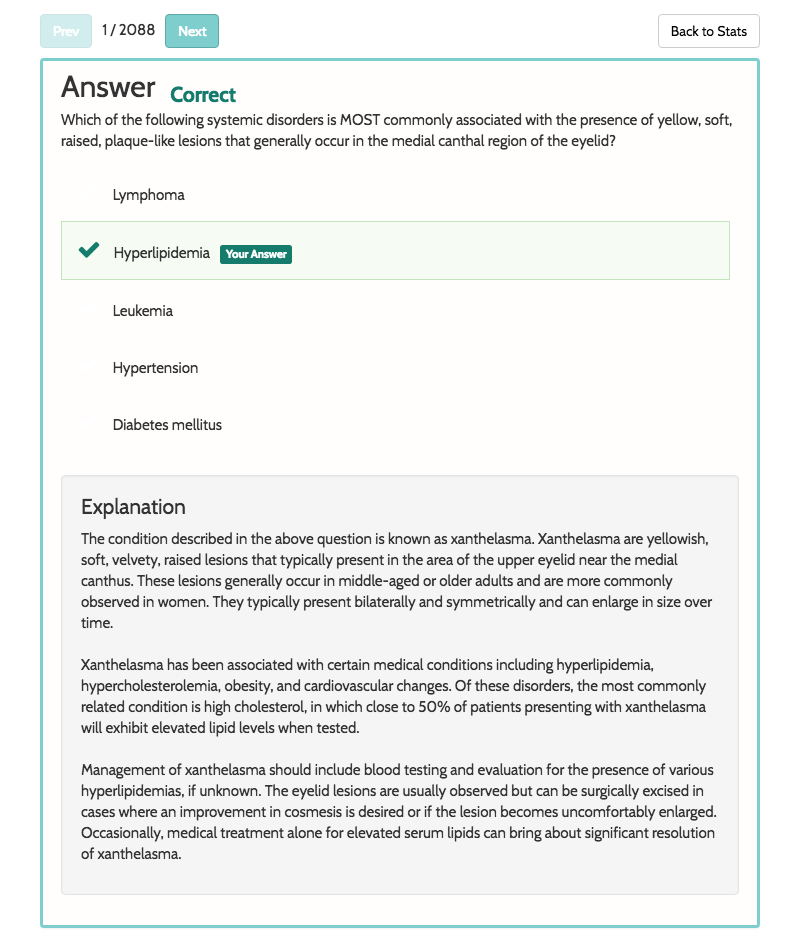 Prev 1 / 2088 Next Back to Stats
Answer Correct
Which of the following systemic disorders is MOST commonly associated with the presence of yellow, soft,
raised, plaque-like lesions that generally occur in the medial canthal region of the eyelid?
Lymphoma
Hyperlipidemia Your Answer
Leukemia
Hypertension
Diabetes mellitus
Explanation
The condition described in the above question is known as xanthelasma. Xanthelasma are yellowish,
soft, velvety, raised lesions that typically present in the area of the upper eyelid near the medial
canthus. These lesions generally occur in middle-aged or older adults and are more commonly
observed in women. They typically present bilaterally and symmetrically and can enlarge in size over
time.
Xanthelasma has been associated with certain medical conditions including hyperlipidemia,
hypercholesterolemia, obesity, and cardiovascular changes. Of these disorders, the most commonly
related condition is high cholesterol, in which close to 50% of patients presenting with xanthelasma
will exhibit elevated lipid levels when tested.
Management of xanthelasma should include blood testing and evaluation for the presence of various
hyperlipidemias, if unknown. The eyelid lesions are usually observed but can be surgically excised in
cases where an improvement in cosmesis is desired or if the lesion becomes uncomfortably enlarged.
Occasionally, medical treatment alone for elevated serum lipids can bring about significant resolution
of xanthelasma.